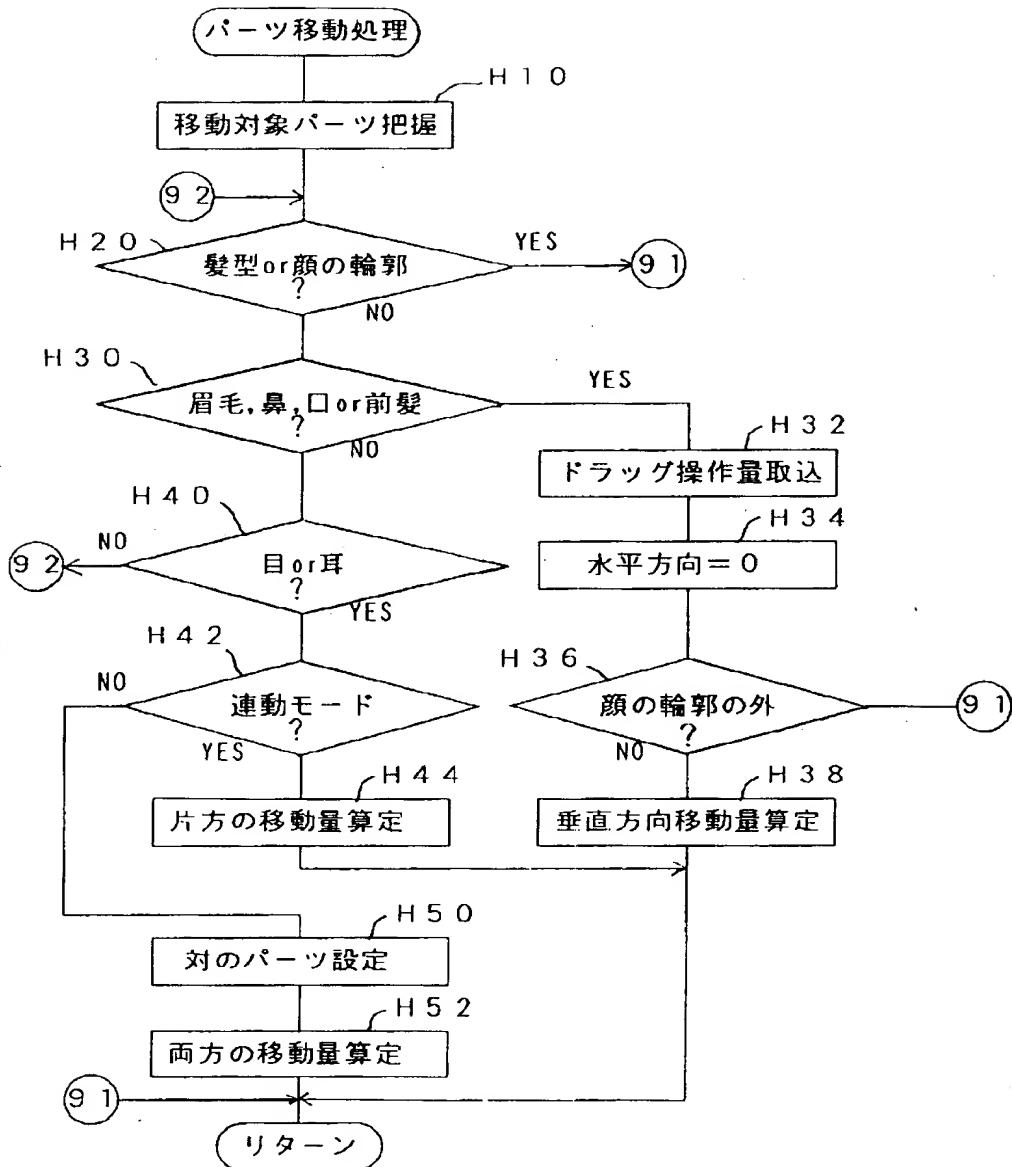 パーツ移動処理
H10
移動対象パーツ把握
92
H20
髪型or顔の輪郭
?
YES
91
NO
H30
眉毛,鼻,口or前髪
?
YES
NO
H32
ドラッグ操作量取込
H34
水平方向=0
H40
NO
92
目or耳
?
YES
H36
顔の輪郭の外
?
91
NO
H42
NO
連動モード
?
YES
H44
片方の移動量算定
H38
垂直方向移動量算定
H50
対のパーツ設定
H52
両方の移動量算定
91
リターン